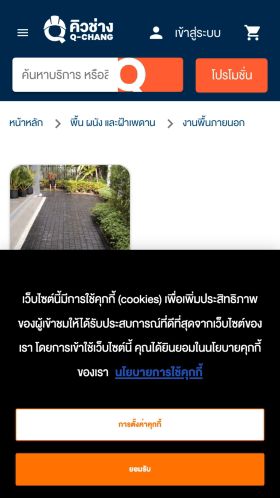 คิวช่าง
Q-CHANG
เข้าสู่ระบบ
ค้นหาบริการ หรือ
โปรโมชั่น
หน้าหลัก
พื้น ผนัง และฝ้าเพดาน
งานพื้นภายนอก
เว็บไซต์นี้มีการใช้คุกกี้ (cookies) เพื่อเพิ่มประสิทธิภาพ
ของผู้เข้าชมให้ได้รับประสบการณ์ที่ดีที่สุดจากเว็บไซต์ของ
เรา โดยการเข้าใช้เว็บไซต์นี้ คุณได้ยินยอมในนโยบายคุกกี้
ของเรา นโยบายการใช้คุกกี้
การตั้งค่าคุกกี้
ยอมรับ